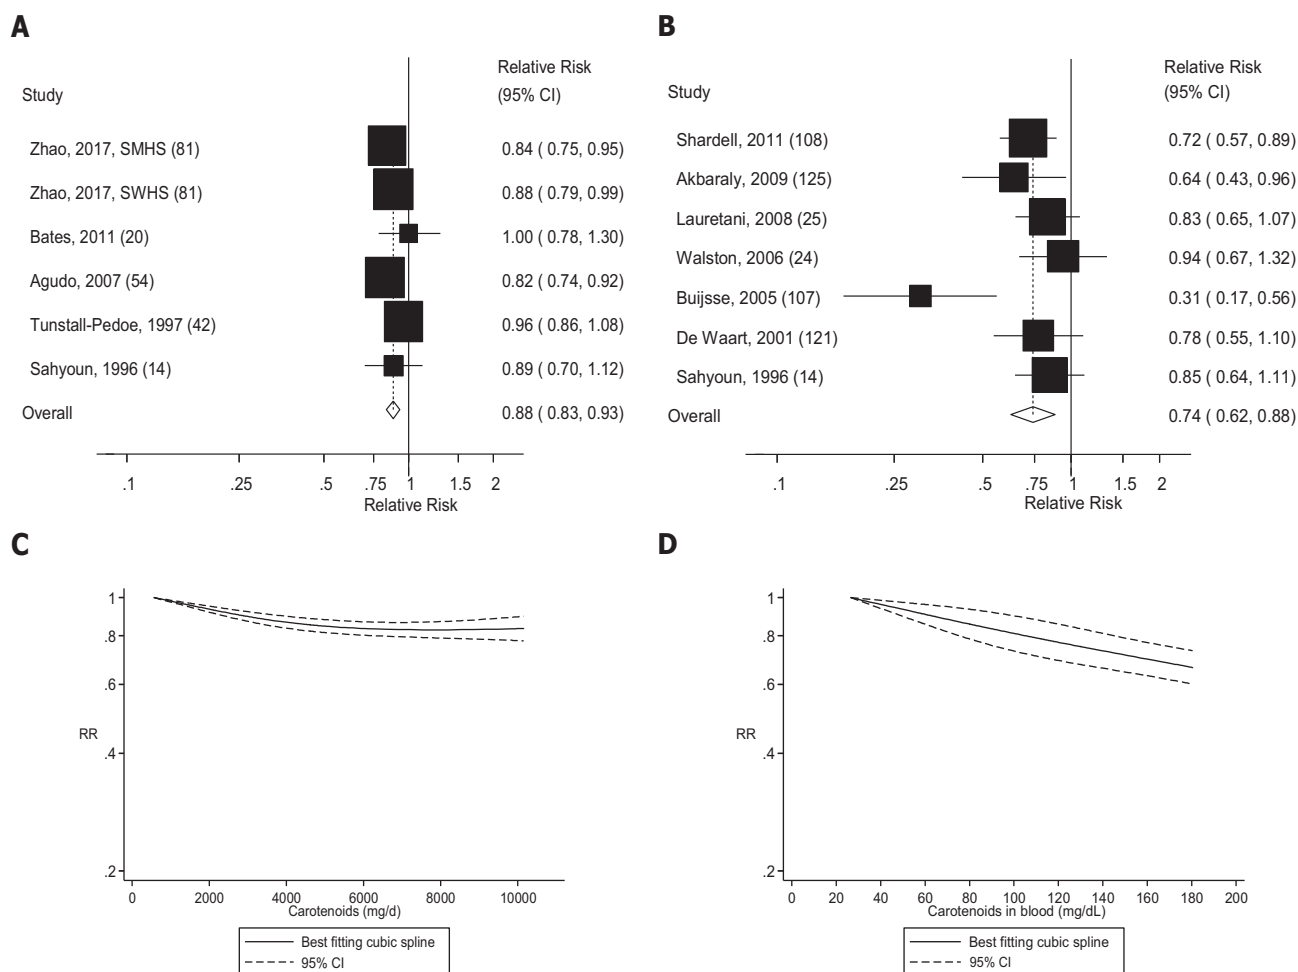 A
Relative Risk
Study
(95% CI)
Zhao, 2017, SMHS (81) 0.84 ( 0.75, 0.95)
Zhao, 2017, SWHS (81) 0.88 ( 0.79, 0.99)
Bates, 2011 (20) 1.00 ( 0.78, 1.30)
Agudo, 2007 (54) 0.82 ( 0.74, 0.92)
Tunstall-Pedoe, 1997 (42) 0.96 ( 0.86, 1.08)
Sahyoun, 1996 (14) 0.89 ( 0.70, 1.12)
Overall 0.88 ( 0.83, 0.93)
.1 .25 .5 .75 1 1.5 2
Relative Risk
B
Relative Risk
Study
(95% CI)
Shardell, 2011 (108) 0.72 ( 0.57, 0.89)
Akbaraly, 2009 (125) 0.64 ( 0.43, 0.96)
Lauretani, 2008 (25) 0.83 ( 0.65, 1.07)
Walston, 2006 (24) 0.94 ( 0.67, 1.32)
Buijsse, 2005 (107) 0.31 ( 0.17, 0.56)
De Waart, 2001 (121) 0.78 ( 0.55, 1.10)
Sahyoun, 1996 (14) 0.85 ( 0.64, 1.11)
Overall 0.74 ( 0.62, 0.88)
.1 .25 .5 .75 1 1.5 2
Relative Risk
C
1
.8
.6
RR
.4
.2
0 2000 4000 6000 8000 10000
Carotenoids (mg/d)
Best fitting cubic spline
95% CI
D
1
.8
.6
RR
.4
.2
0 20 40 60 80 100 120 140 160 180 200
Carotenoids in blood (mg/dL)
Best fitting cubic spline
95% CI